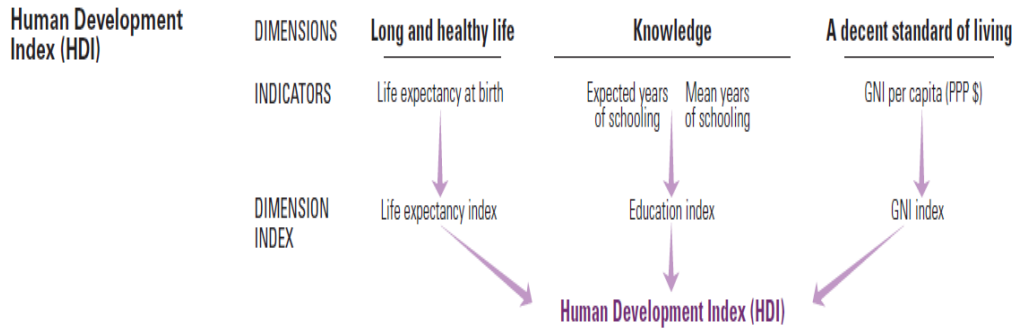 Human Development
Index (HDI)
DIMENSIONS Long and healthy life Knowledge A decent standard of living
INDICATORS Life expectancy at birth Expected years of schooling Mean years of schooling GNI per capita (PPP $)
DIMENSION
INDEX
Life expectancy index Education index GNI index
Human Development Index (HDI)